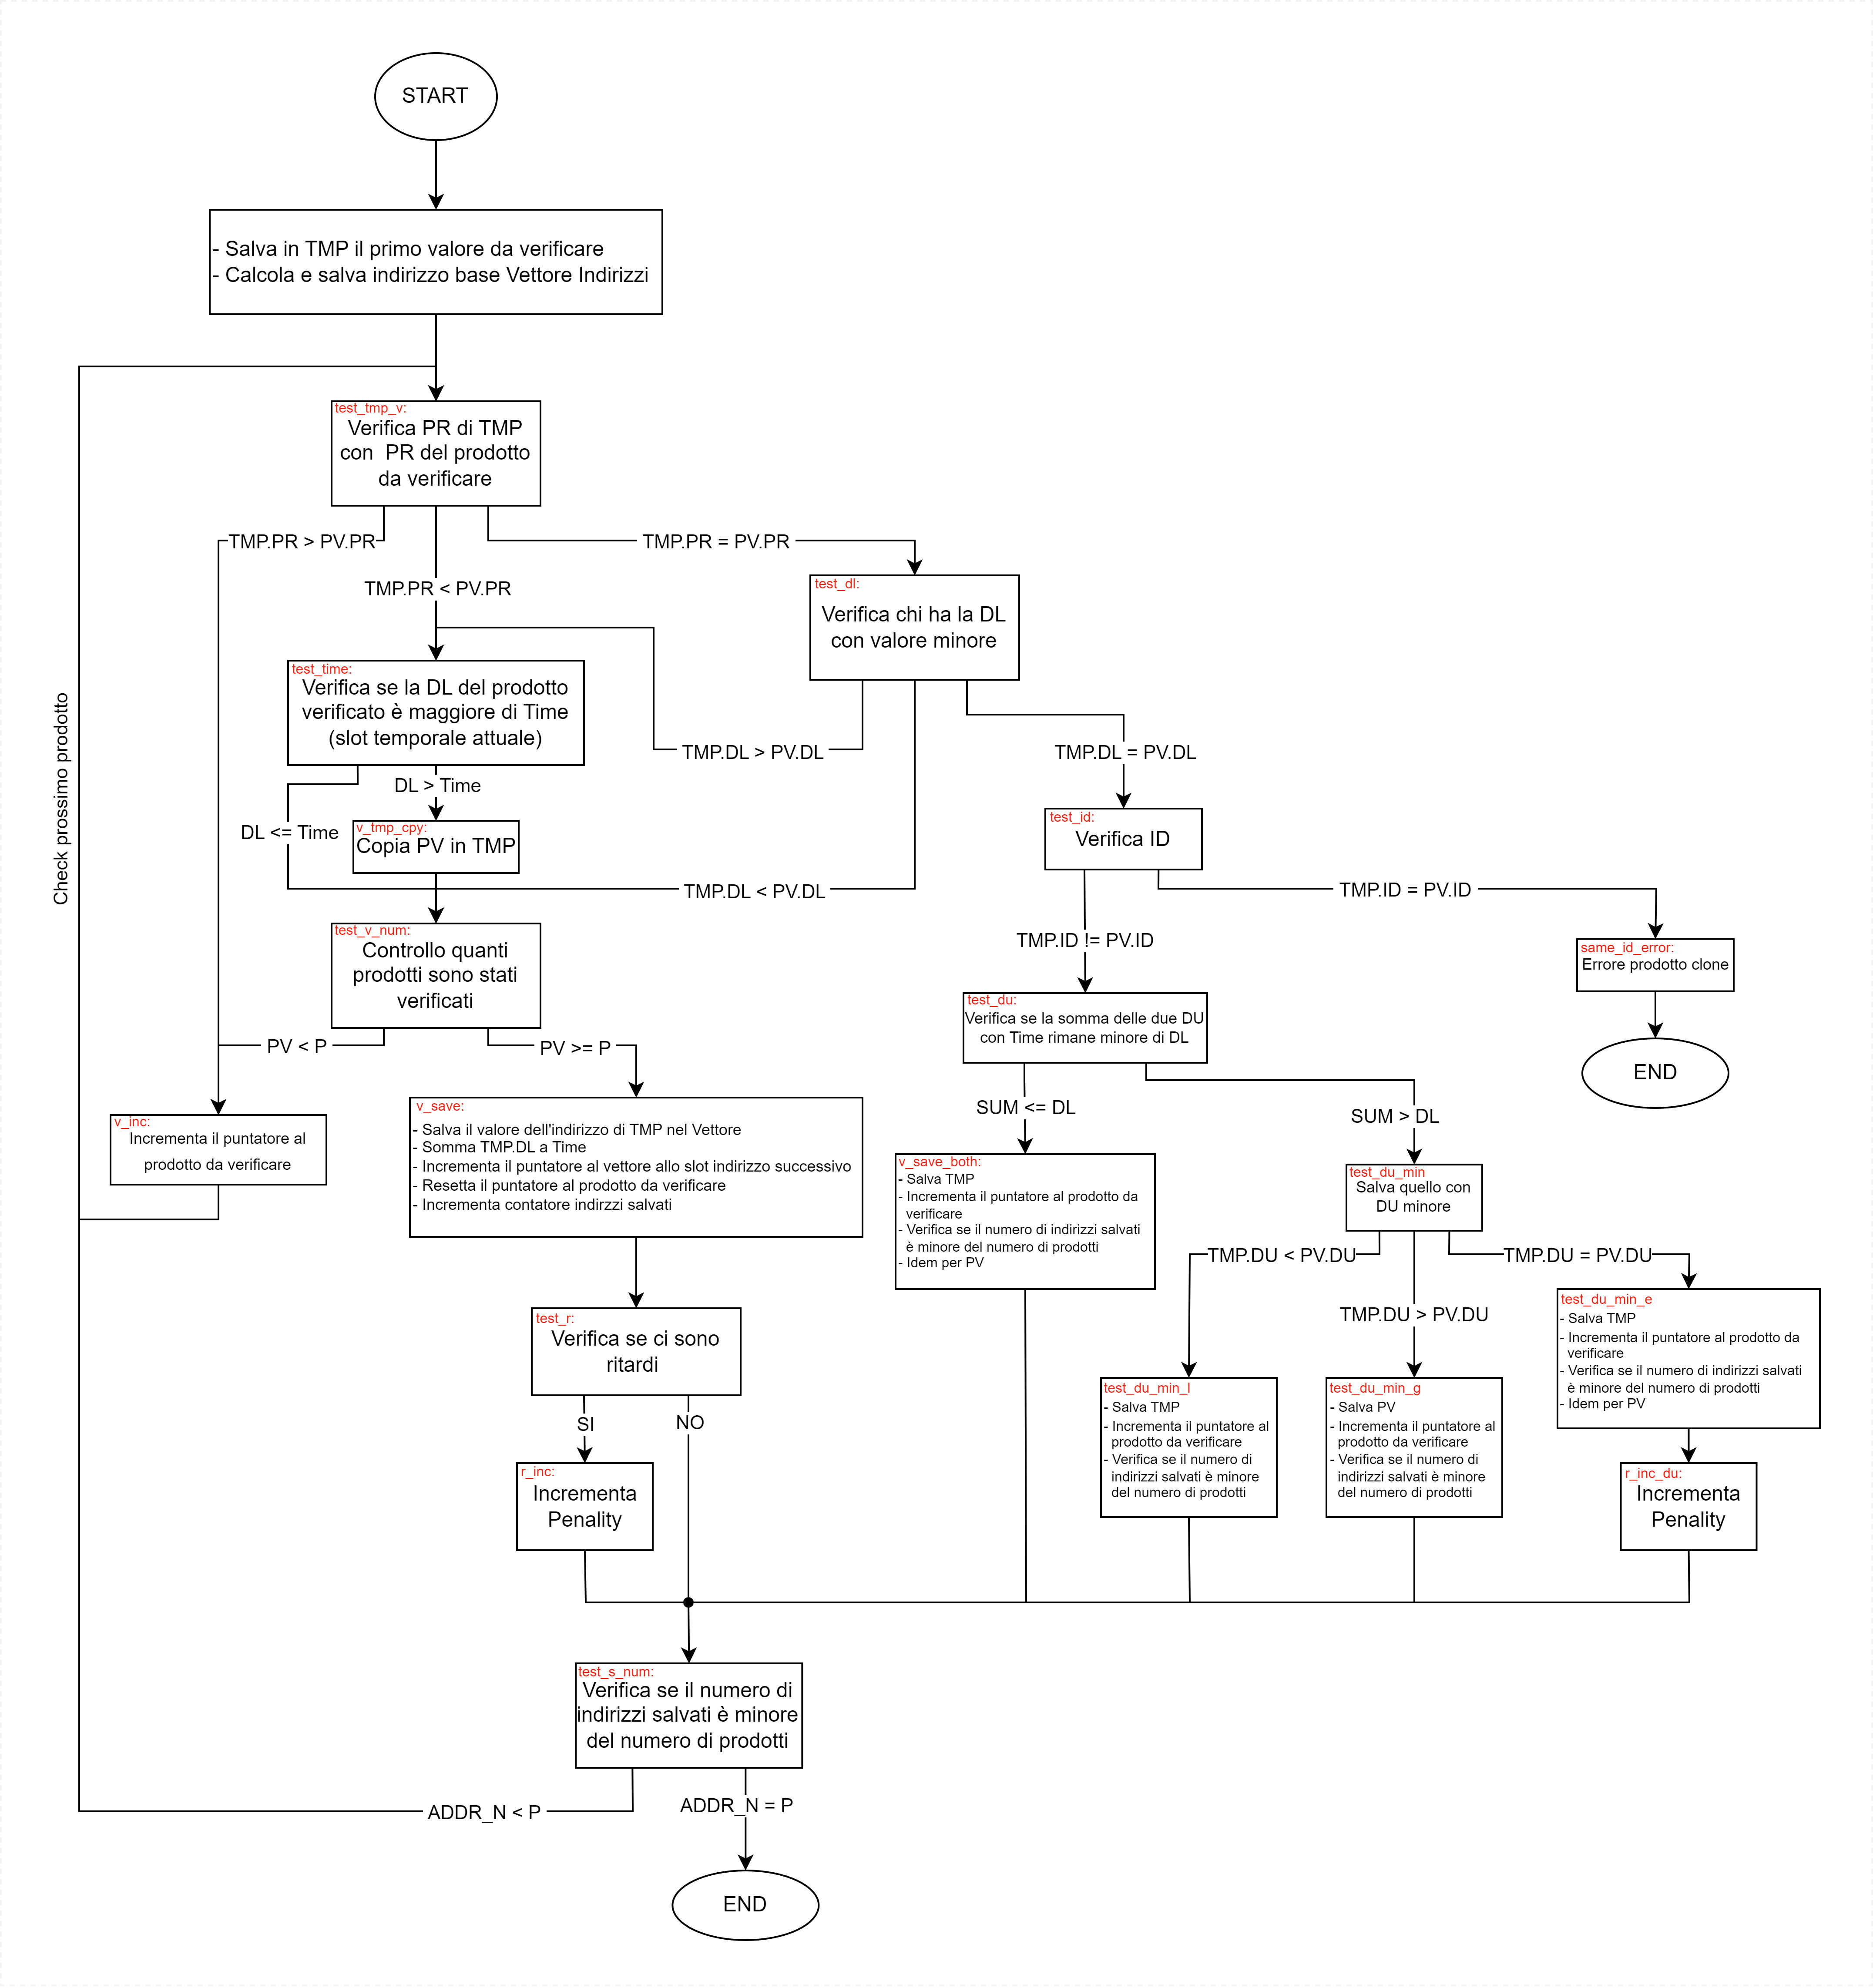 START
- Salva in TMP il primo valore da verificare
- Calcola e salva indirizzo base Vettore Indirizzi
test_tmp_v:
Verifica PR di TMP
con PR del prodotto
da verificare
TMP.PR > PV.PR
TMP.PR = PV.PR
TMP.PR < PV.PR
test_dl:
Verifica chi ha la DL
con valore minore
test_time:
Verifica se la DL del prodotto
verificato è maggiore di Time
(slot temporale attuale)
TMP.DL > PV.DL
TMP.DL = PV.DL
DL > Time
DL <= Time
v_tmp_cpy:
Copia PV in TMP
Check prossimo prodotto
test_id:
Verifica ID
TMP.DL < PV.DL
TMP.ID = PV.ID
test_v_num:
Controllo quanti
prodotti sono stati
verificati
TMP.ID != PV.ID
same_id_error:
Errore prodotto clone
test_du:
Verifica se la somma delle due DU
con Time rimane minore di DL
PV < P
PV >= P
END
v_inc:
Incrementa il puntatore al
prodotto da verificare
v_save:
- Salva il valore dell'indirizzo di TMP nel Vettore
- Somma TMP.DL a Time
- Incrementa il puntatore al vettore allo slot indirizzo successivo
- Resetta il puntatore al prodotto da verificare
- Incrementa contatore indirzzi salvati
SUM <= DL
SUM > DL
v_save_both:
- Salva TMP
- Incrementa il puntatore al prodotto da
verificare
- Verifica se il numero di indirizzi salvati
è minore del numero di prodotti
- Idem per PV
test_du_min
Salva quello con
DU minore
TMP.DU < PV.DU
TMP.DU = PV.DU
TMP.DU > PV.DU
test_r:
Verifica se ci sono
ritardi
test_du_min_e
- Salva TMP
- Incrementa il puntatore al prodotto da
verificare
- Verifica se il numero di indirizzi salvati
è minore del numero di prodotti
- Idem per PV
test_du_min_l
- Salva TMP
- Incrementa il puntatore al
prodotto da verificare
- Verifica se il numero di
indirizzi salvati è minore
del numero di prodotti
test_du_min_g
- Salva PV
- Incrementa il puntatore al
prodotto da verificare
- Verifica se il numero di
indirizzi salvati è minore
del numero di prodotti
SI
NO
r_inc:
Incrementa
Penality
r_inc_du:
Incrementa
Penality
test_s_num:
Verifica se il numero di
indirizzi salvati è minore
del numero di prodotti
ADDR_N < P
ADDR_N = P
END